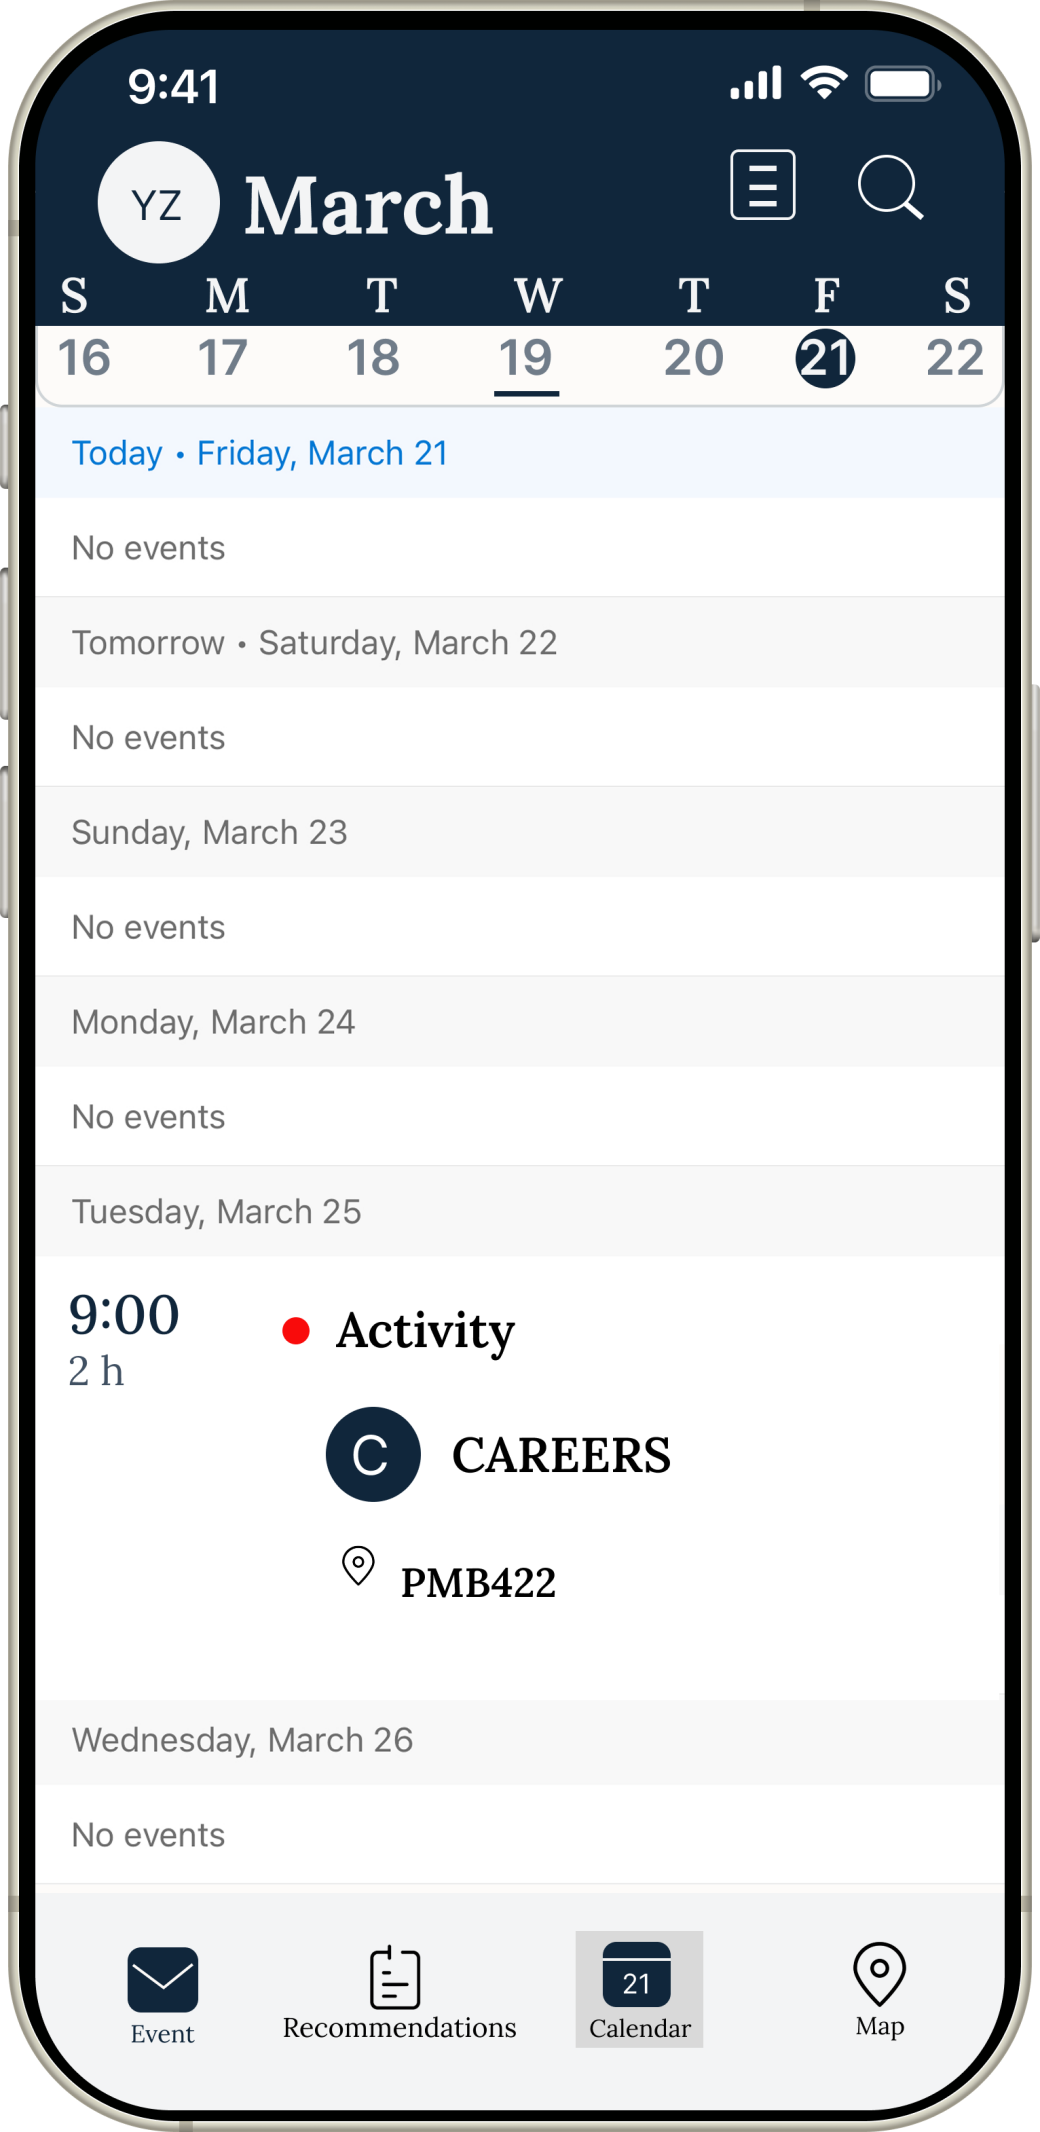 9:41
YZ March
S M T W T F S
16 17 18 19 20 21 22
Today • Friday, March 21
No events
Tomorrow • Saturday, March 22
No events
Sunday, March 23
No events
Monday, March 24
No events
Tuesday, March 25
9:00 Activity
2 h
C CAREERS
PMB422
Wednesday, March 26
No events
21
Event Recommendations Calendar Map